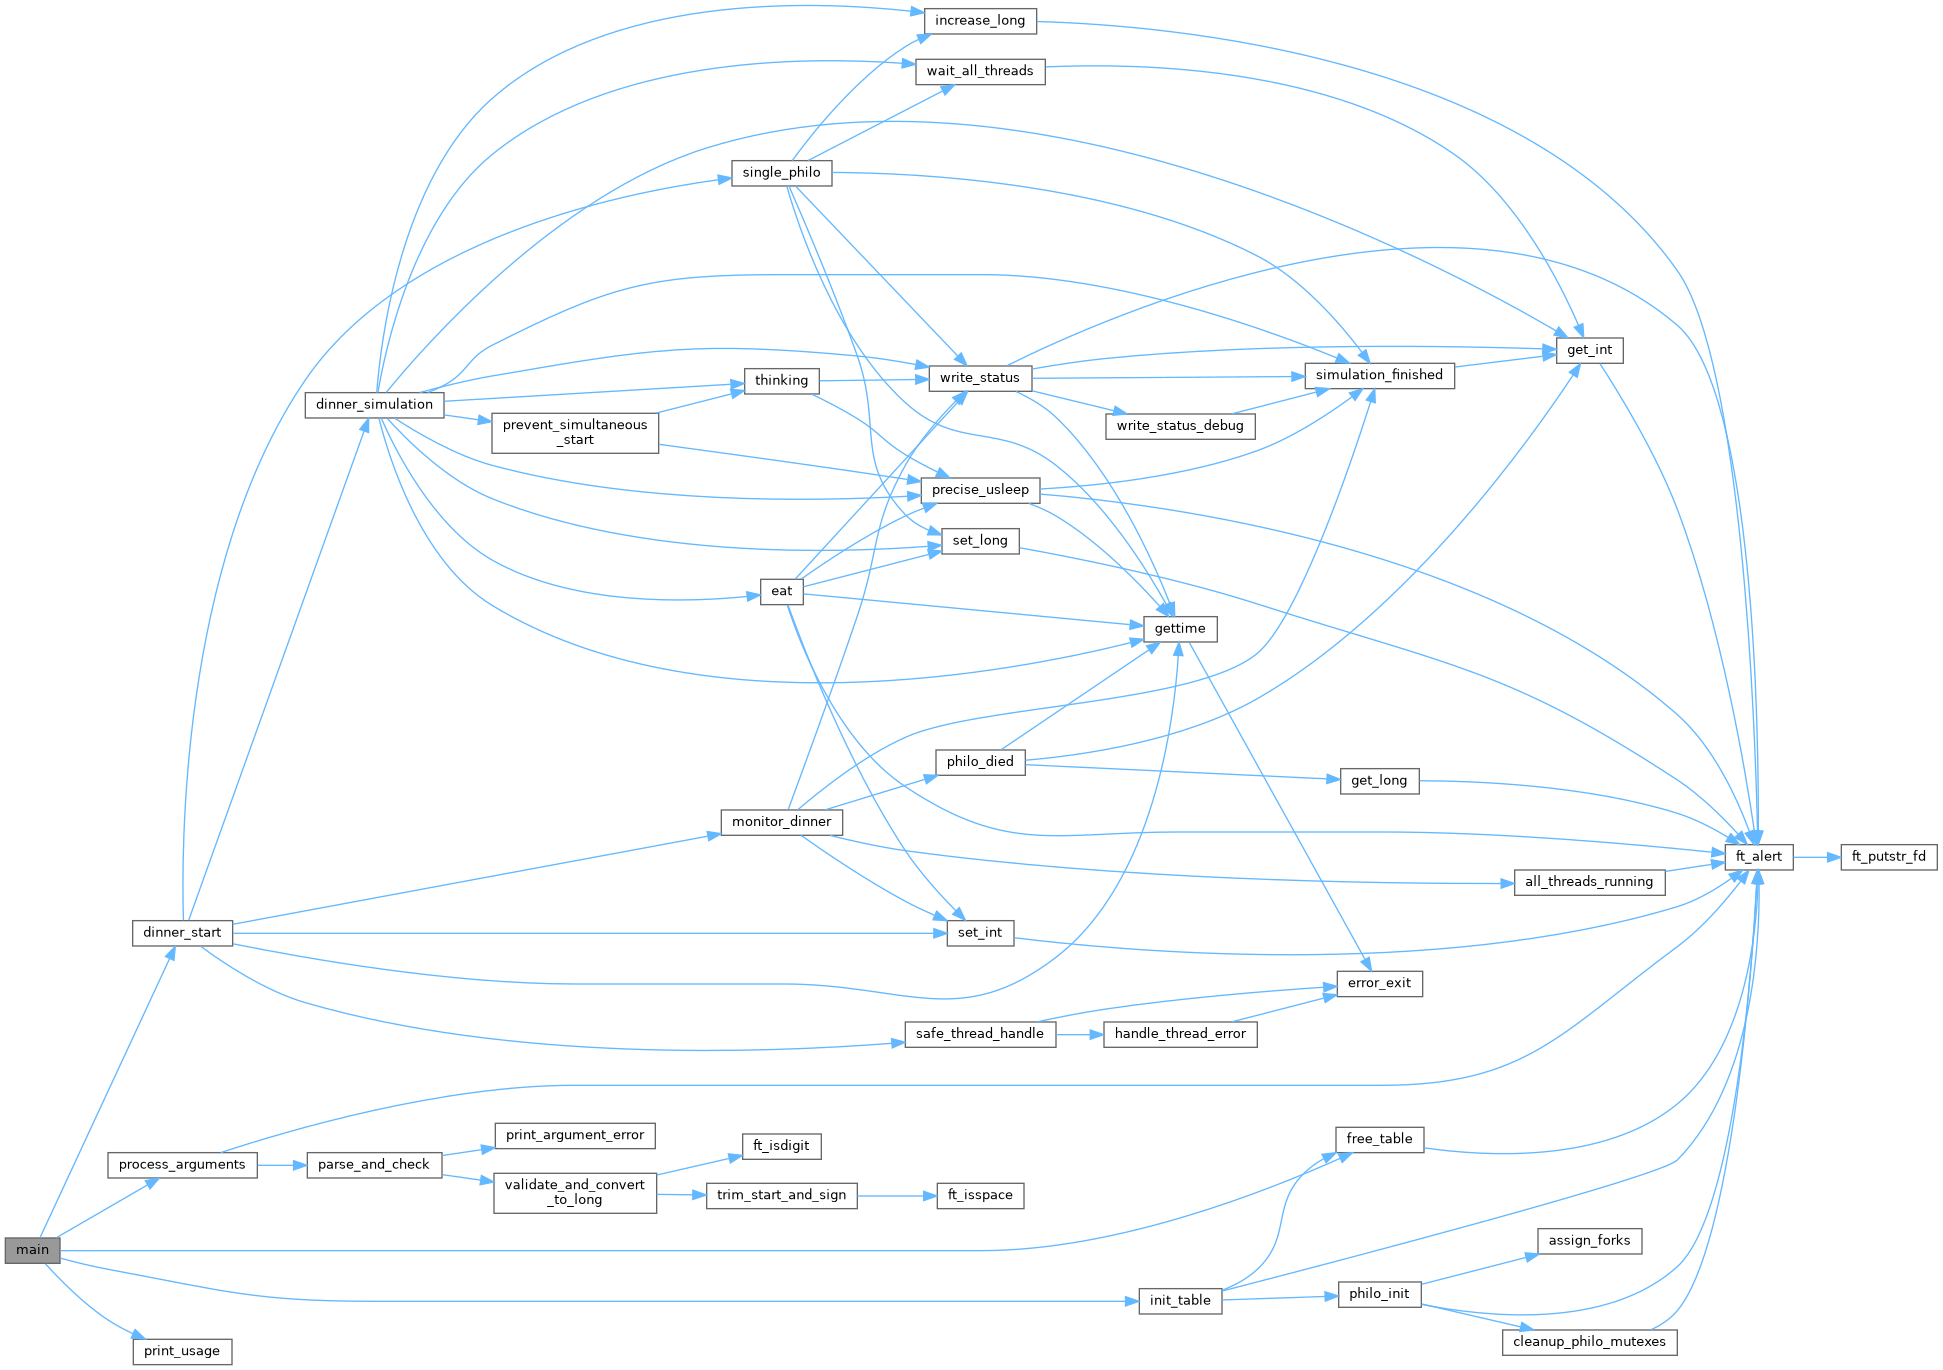 increase_long
wait_all_threads
single_philo
get_int
write_status
simulation_finished
thinking
dinner_simulation
prevent_simultaneous
_start
write_status_debug
precise_usleep
set_long
eat
gettime
philo_died
get_long
monitor_dinner
ft_alert
ft_putstr_fd
all_threads_running
dinner_start
set_int
error_exit
safe_thread_handle
handle_thread_error
print_argument_error
free_table
ft_isdigit
process_arguments
parse_and_check
validate_and_convert
_to_long
trim_start_and_sign
ft_isspace
assign_forks
main
philo_init
init_table
cleanup_philo_mutexes
print_usage